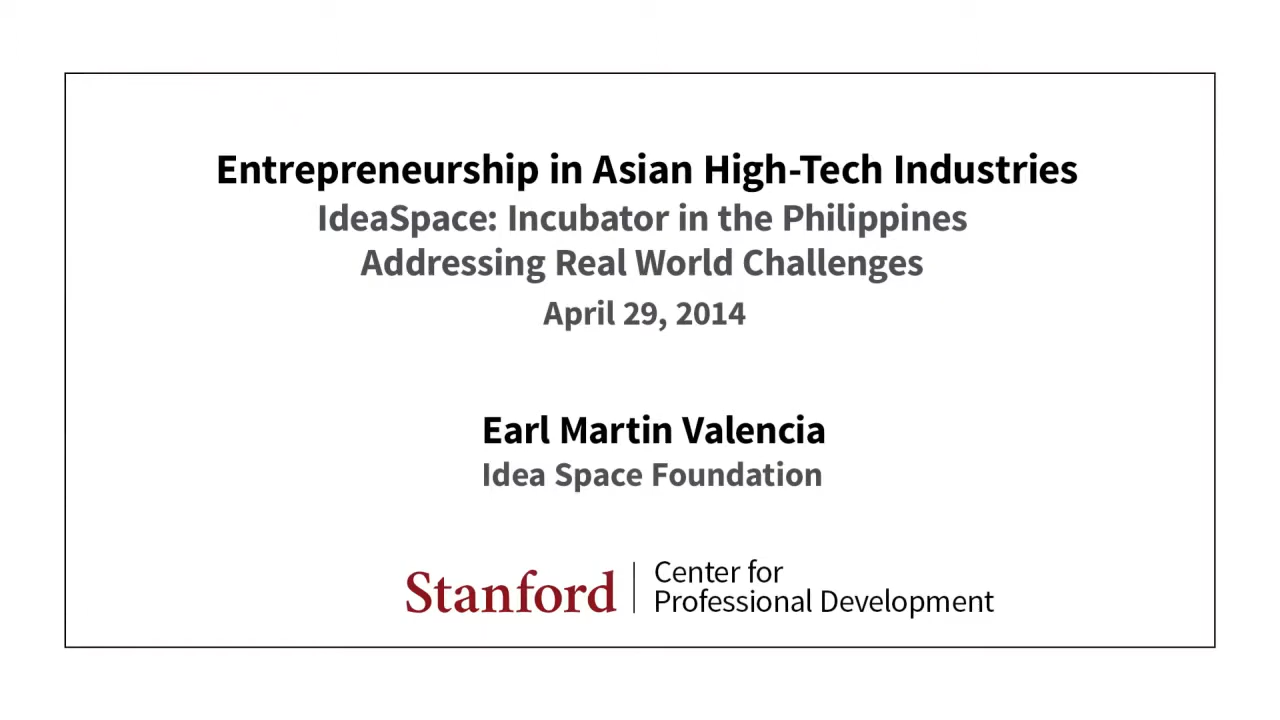 Entrepreneurship in Asian High-Tech Industries
IdeaSpace: Incubator in the Philippines
Addressing Real World Challenges
April 29, 2014
Earl Martin Valencia
Idea Space Foundation
Stanford
Center for
Professional Development